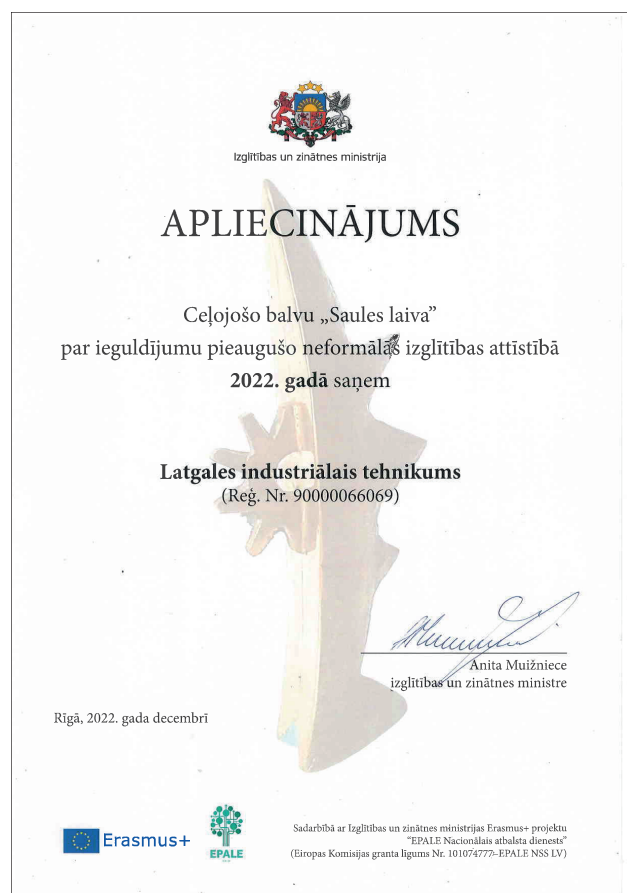 Izglītības un zinātnes ministrija
APLIECINĀJUMS
Ceļojošo balvu „Saules laiva”
par ieguldījumu pieaugušo neformālās izglītības attīstībā
2022. gadā saņem
Latgales industriālais tehnikums
(Reģ. Nr. 90000066069)
Anita Muižniece
izglītības un zinātnes ministre
Rīgā, 2022. gada decembrī
Erasmus+
EPALE
Sadarbībā ar Izglītības un zinātnes ministrijas Erasmus+ projektu
“EPALE Nacionālais atbalsta dienests”
(Eiropas Komisijas granta līgums Nr. 101074777–EPALE NSS LV)